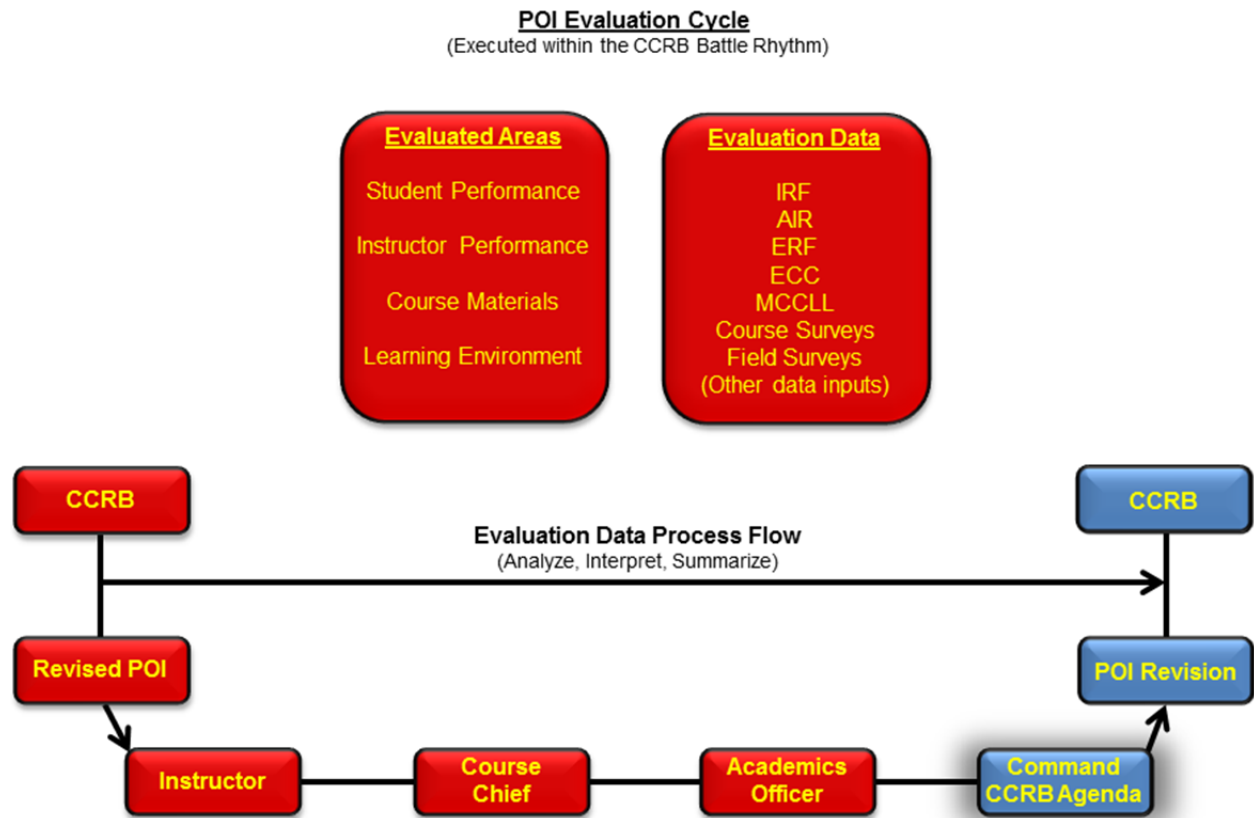 POI Evaluation Cycle
(Executed within the CCRB Battle Rhythm)
Evaluated Areas
Student Performance
Instructor Performance
Course Materials
Learning Environment
Evaluation Data
IRF
AIR
ERF
ECC
MCCLL
Course Surveys
Field Surveys
(Other data inputs)
CCRB
CCRB
Evaluation Data Process Flow
(Analyze, Interpret, Summarize)
Revised POI
POI Revision
Instructor
Course
Chief
Academics
Officer
Command
CCRB Agenda